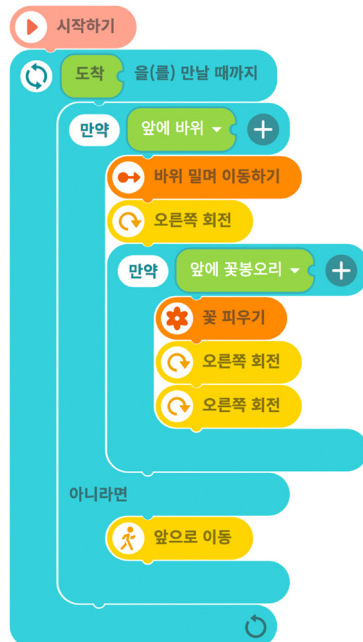 시작하기
도착 을(를) 만날 때까지
만약 앞에 바위
바위 밀며 이동하기
오른쪽 회전
만약 앞에 꽃봉오리
꽃 피우기
오른쪽 회전
오른쪽 회전
아니라면
앞으로 이동